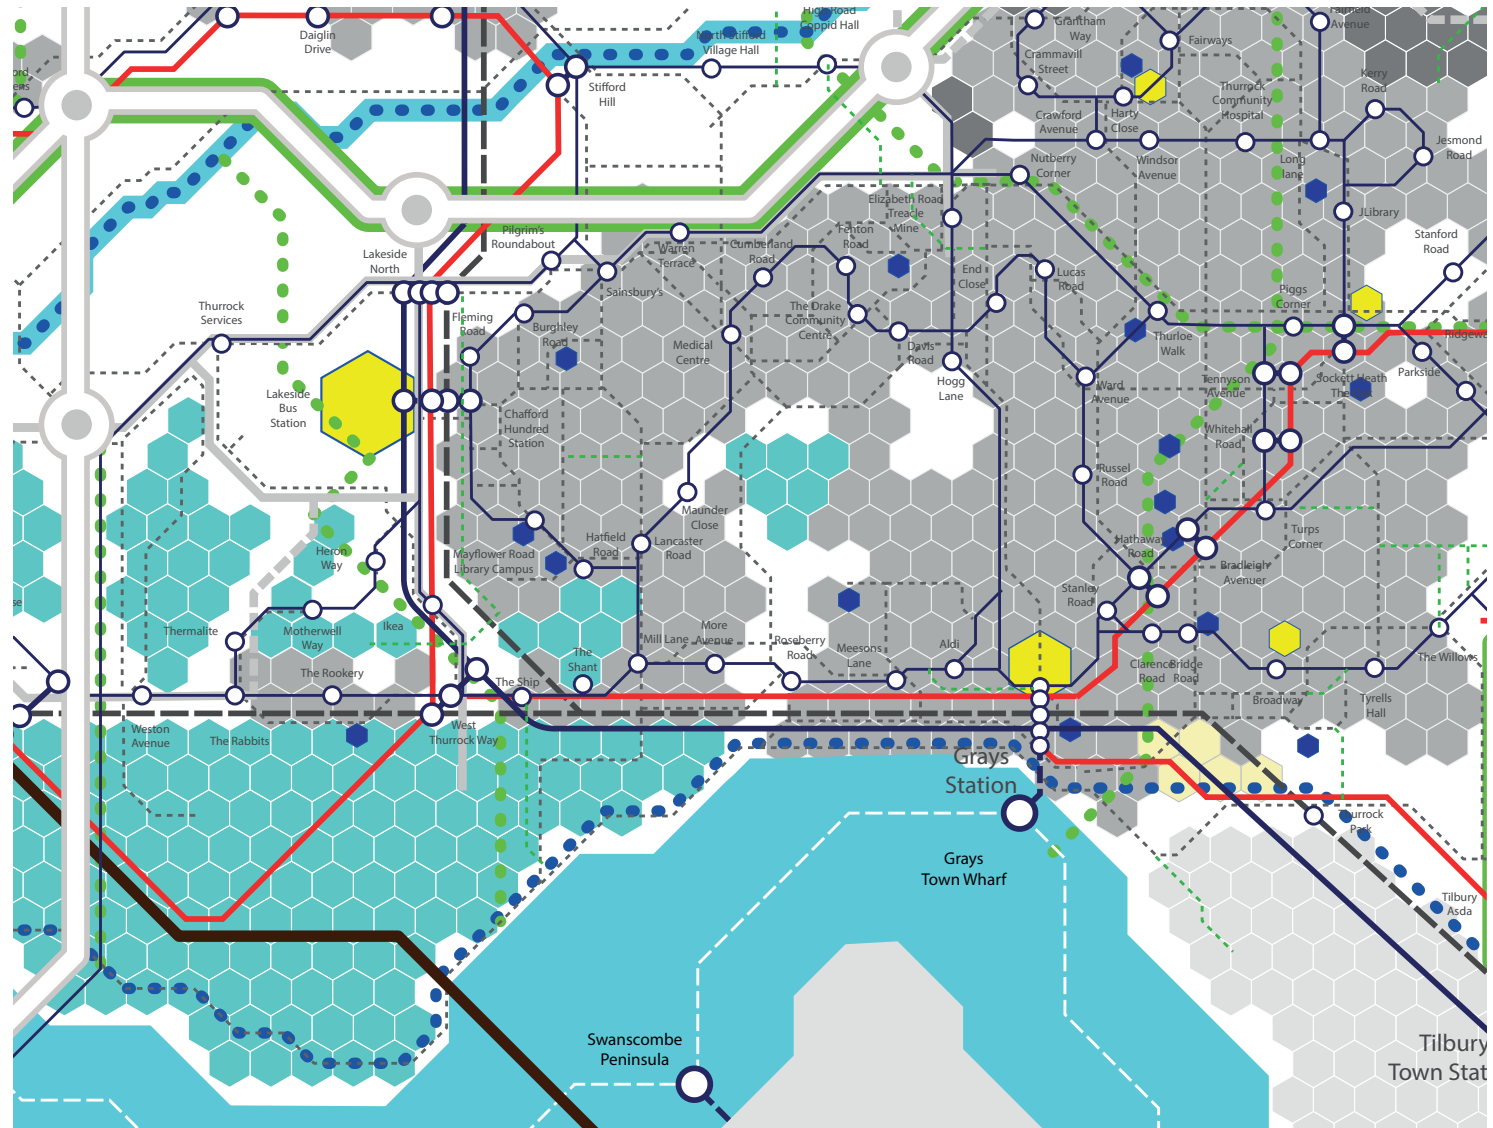 High Road
Coppid Hall
Fairfield
Avenue
Grantham
Way
Daiglin
Drive
North Stifford
Village Hall
Fairways
Crammavill
Street
Stifford
Hill
Kerry
Road
Thurrock
Community
Hospital
Crawford
Avenue
Harty
Close
Jesmond
Road
Nutberry
Corner
Windsor
Avenue
Long
lane
Elizabeth Road
Treacle
Mine
JLibrary
Pilgrim's
Roundabout
Fenton
Road
Stanford
Road
Warren
Terrace
Cumberland
Road
Lakeside
North
End
Close
Lucas
Road
Sainsbury's
Piggs
Corner
Thurrock
Services
Fleming
Road
Burghley
Road
The Drake
Community
Centre
Medical
Centre
Davis
Road
Thurloe
Walk
Hogg
Lane
Ward
Avenue
Tennyson
Avenue
Sockett Heath
Parkside
Lakeside
Bus
Station
Chafford
Hundred
Station
Whitehall
Road
Russel
Road
Maunder
Close
Turps
Corner
Hatfield
Road
Lancaster
Road
Hathaway
Road
Mayflower Road
Library Campus
Heron
Way
Bradleigh
Avenuer
Stanley
Road
Thermalite
Motherwell
Way
Ikea
Mill Lane
More
Avenue
Roseberry
Road
Meesons
Lane
Aldi
The
Shant
Clarence
Road
Bridge
Road
The Willows
The Rookery
The Ship
Broadway
Tyrells
Hall
Weston
Avenue
The Rabbits
West
Thurrock Way
Grays
Station
Thurrock
Park
Grays
Town Wharf
Tilbury
Asda
Swanscombe
Peninsula
Tilbury
Town Stat